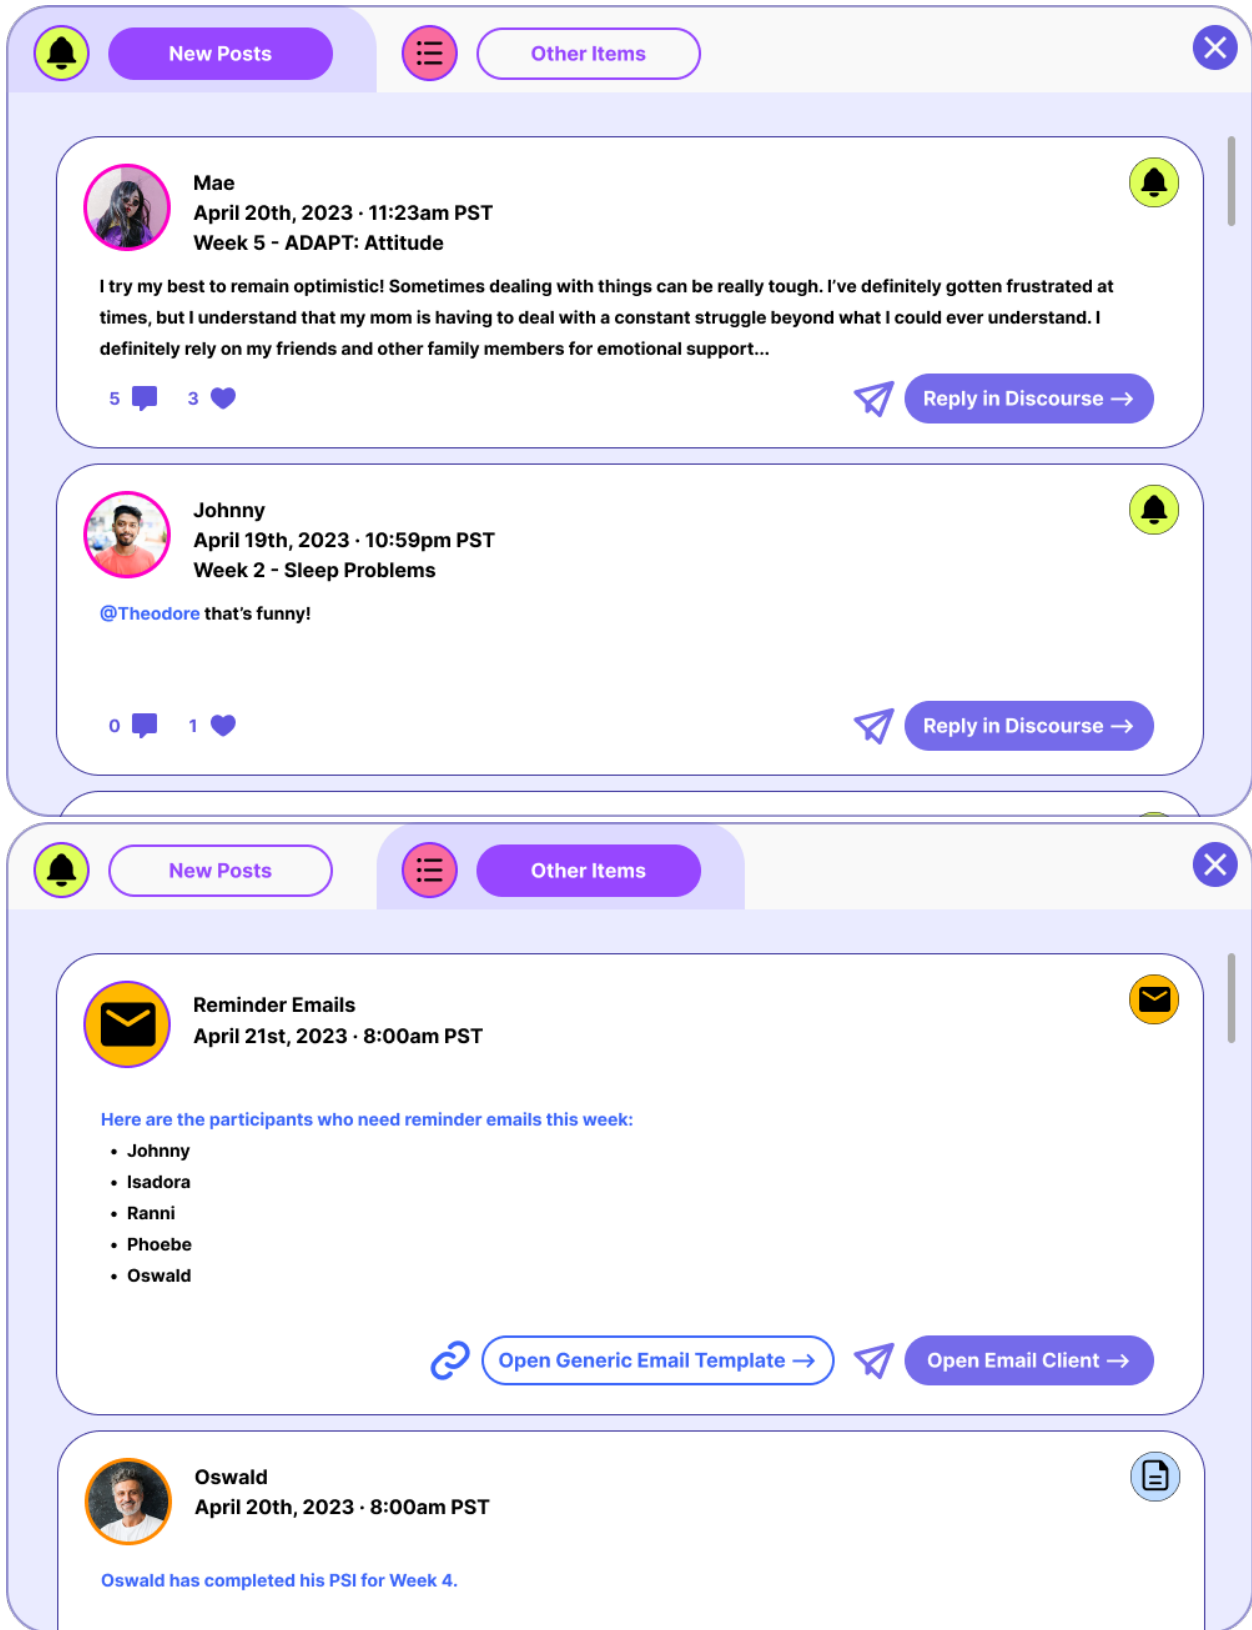 New Posts
Other Items
Mae
April 20th, 2023 · 11:23am PST
Week 5 - ADAPT: Attitude
I try my best to remain optimistic! Sometimes dealing with things can be really tough. I’ve definitely gotten frustrated at
times, but I understand that my mom is having to deal with a constant struggle beyond what I could ever understand. I
definitely rely on my friends and other family members for emotional support...
5
3
Reply in Discourse →
Johnny
April 19th, 2023 · 10:59pm PST
Week 2 - Sleep Problems
@Theodore that’s funny!
0
1
Reply in Discourse →
New Posts
Other Items
Reminder Emails
April 21st, 2023 · 8:00am PST
Here are the participants who need reminder emails this week:
• Johnny
• Isadora
• Ranni
• Phoebe
• Oswald
Open Generic Email Template →
Open Email Client →
Oswald
April 20th, 2023 · 8:00am PST
Oswald has completed his PSI for Week 4.